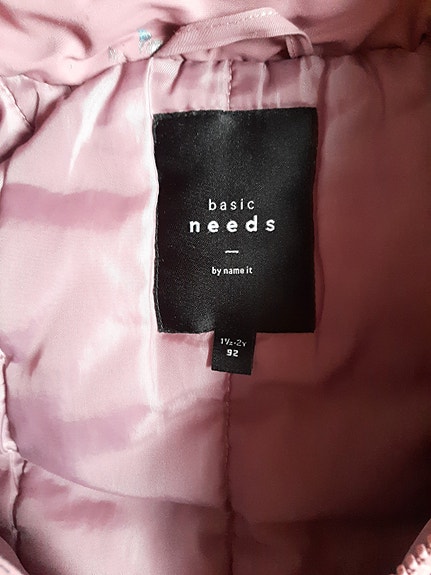 basic
needs
by name it
1½-2Y
92